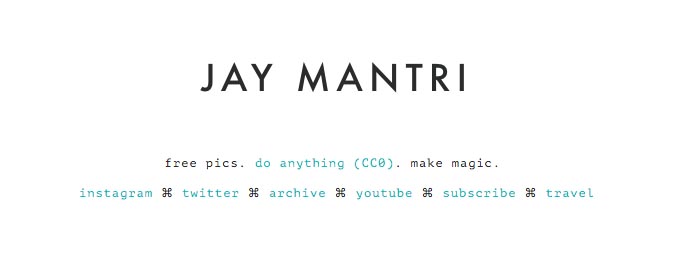 JAY MANTRI
free pics. do anything (CC0). make magic.
instagram ⌘ twitter ⌘ archive ⌘ youtube ⌘ subscribe ⌘ travel